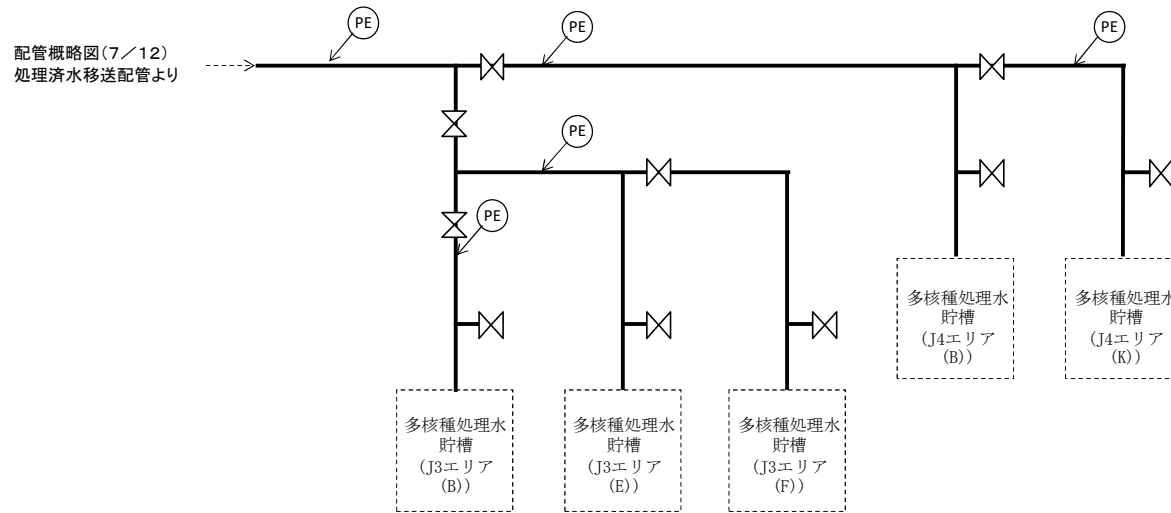 PE
PE
PE
配管概略図(7/12)
処理済水移送配管より
PE
PE
多核種処理水
貯槽
(J4エリア
(B))
多核種処理水
貯槽
(J4エリア
(K))
多核種処理水
貯槽
(J3エリア
(B))
多核種処理水
貯槽
(J3エリア
(E))
多核種処理水
貯槽
(J3エリア
(F))